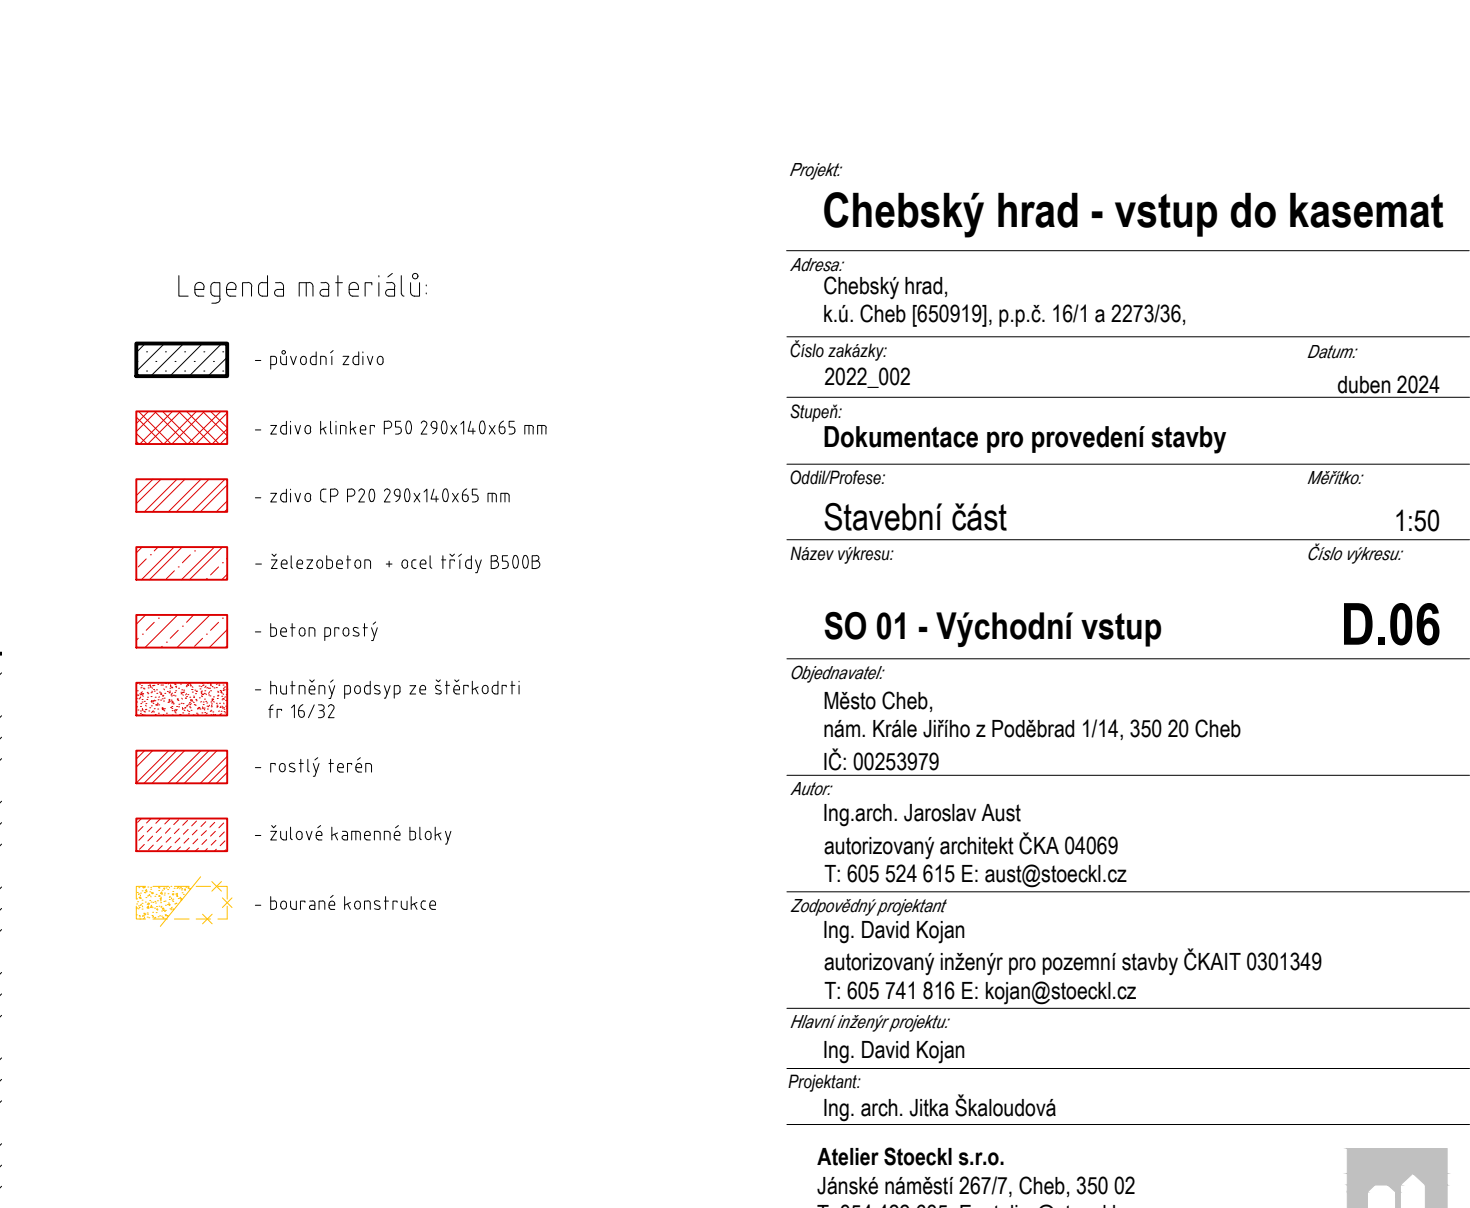 Legenda materiálů:
- původní zdivo
- zdivo klinker P50 290x140x65 mm
- zdivo CP P20 290x140x65 mm
- železobeton + ocel třídy B500B
- beton prostý
- hutněný podsyp ze štěrkodrti
fr 16/32
- rostlý terén
- žulové kamenné bloky
- bourané konstrukce
Projekt:
Chebský hrad - vstup do kasemat
Adresa:
Chebský hrad,
k.ú. Cheb [650919], p.p.č. 16/1 a 2273/36,
Číslo zakázky: Datum:
2022_002 duben 2024
Stupeň:
Dokumentace pro provedení stavby
Oddíl/Profese: Měřítko:
Stavební část 1:50
Název výkresu: Číslo výkresu:
SO 01 - Východní vstup D.06
Objednavatel:
Město Cheb,
nám. Krále Jiřího z Poděbrad 1/14, 350 20 Cheb
IČ: 00253979
Autor:
Ing.arch. Jaroslav Aust
autorizovaný architekt ČKA 04069
T: 605 524 615 E: aust@stoeckl.cz
Zodpovědný projektant
Ing. David Kojan
autorizovaný inženýr pro pozemní stavby ČKAIT 0301349
T: 605 741 816 E: kojan@stoeckl.cz
Hlavní inženýr projektu:
Ing. David Kojan
Projektant:
Ing. arch. Jitka Škaloudová
Atelier Stoeckl s.r.o.
Jánské náměstí 267/7, Cheb, 350 02